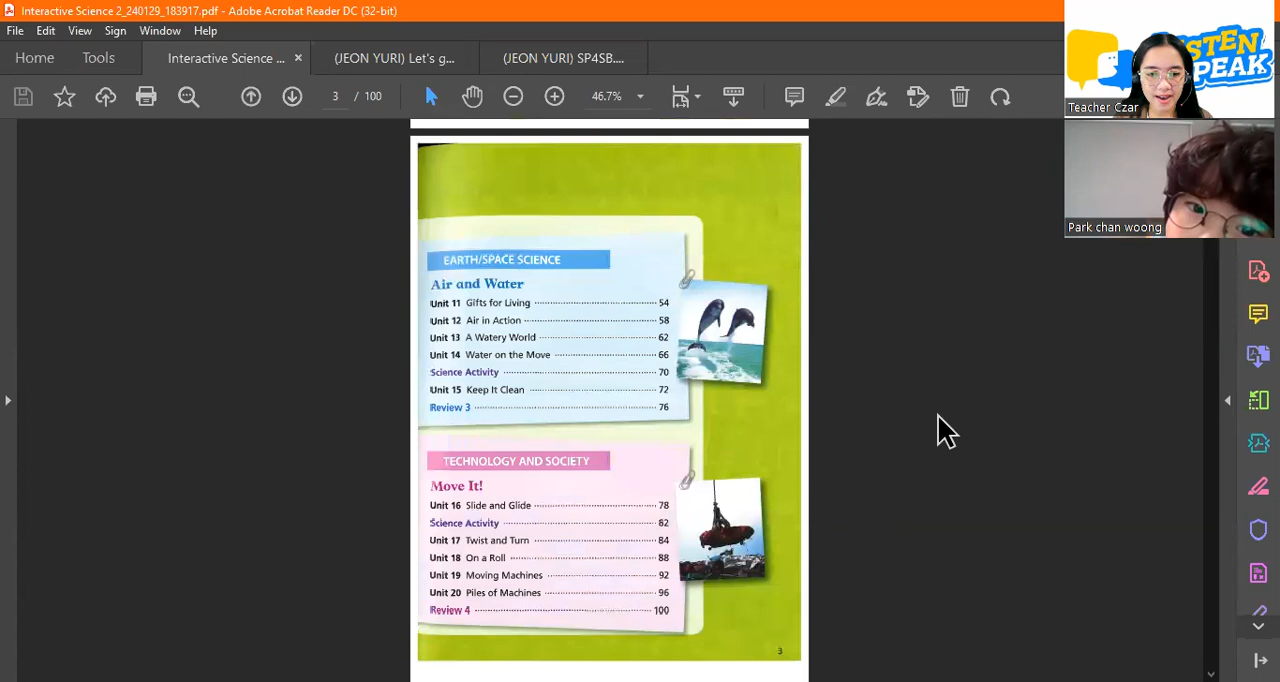 Interactive Science 2_240129_183917.pdf - Adobe Acrobat Reader DC (32-bit)
File Edit View Sign Window Help
Home Tools Interactive Science ... × (JEON YURI) Let's g... (JEON YURI) SP4SB....
3 / 100 46.7%
EARTH/SPACE SCIENCE
Air and Water
Unit 11 Gifts for Living 54
Unit 12 Air in Action 58
Unit 13 A Watery World 62
Unit 14 Water on the Move 66
Science Activity 70
Unit 15 Keep It Clean 72
Review 3 76
TECHNOLOGY AND SOCIETY
Move It!
Unit 16 Slide and Glide 78
Science Activity 82
Unit 17 Twist and Turn 84
Unit 18 On a Roll 88
Unit 19 Moving Machines 92
Unit 20 Piles of Machines 96
Review 4 100
3
Teacher Czar
Park chan woong